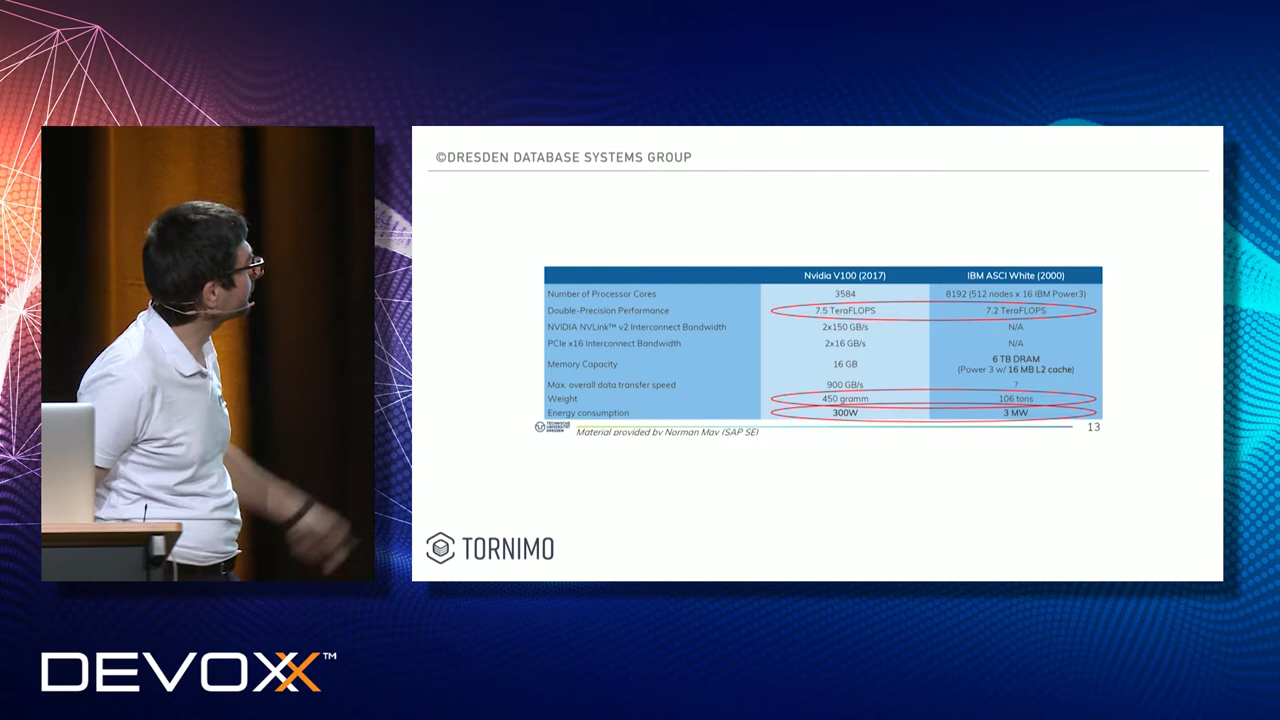 ©DRESDEN DATABASE SYSTEMS GROUP
Nvidia V100 (2017) IBM ASCI White (2000)
Number of Processor Cores 3584 8192 (512 nodes x 16 IBM Power3)
Double-Precision Performance 7.5 TeraFLOPS 7.2 TeraFLOPS
NVIDIA NVLink™ v2 Interconnect Bandwidth 2x150 GB/s N/A
PCIe x16 Interconnect Bandwidth 2x16 GB/s N/A
Memory Capacity 16 GB 6 TB DRAM
(Power 3 w/ 16 MB L2 cache)
Max. overall data transfer speed 900 GB/s ?
Weight 450 gramm 106 tons
Energy consumption 300W 3 MW
TECHNISCHE
UNIVERSITÄT
DRESDEN
Material provided by Norman May (SAP SE)
13
TORNIMO
DEVOXX™